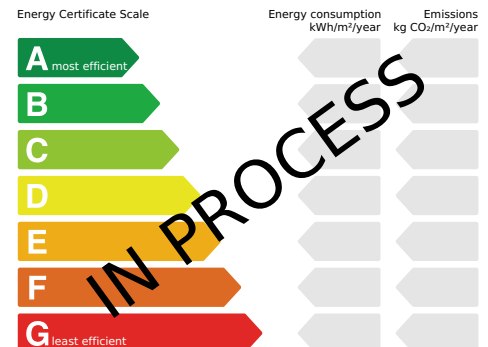 Energy Certificate Scale
Energy consumption
kWh/m²/year
Emissions
kg CO₂/m²/year
A most efficient
B
C
D
E
F
G least efficient
IN PROCESS